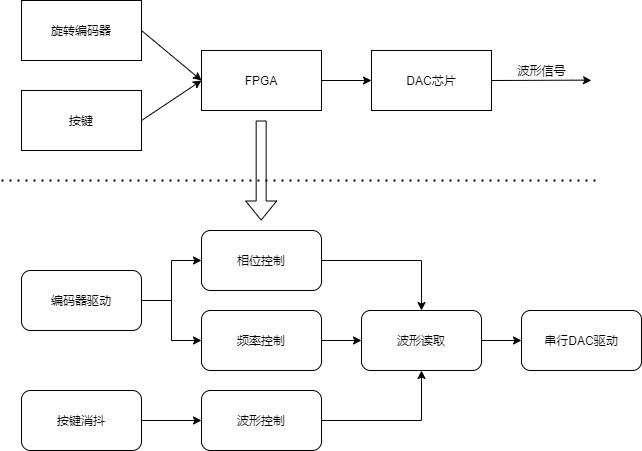 旋转编码器
FPGA
DAC芯片
波形信号
按键
相位控制
编码器驱动
频率控制
波形读取
串行DAC驱动
按键消抖
波形控制